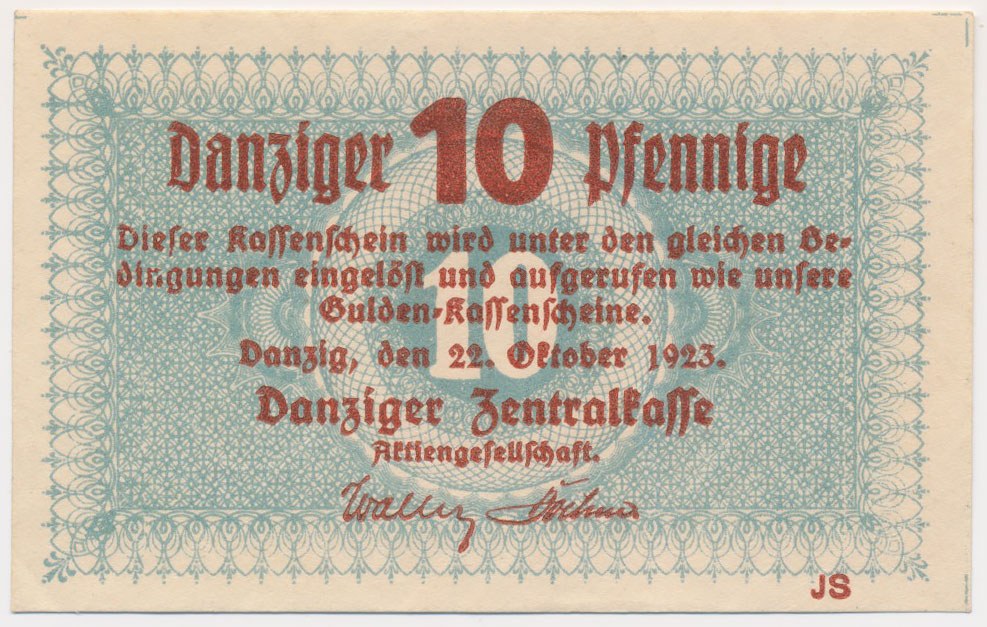 Danziger 10 Pfennige
Dieser Kassenschein wird unter den gleichen Be-
dingungen eingelöst und aufgerufen wie unsere
Gulden-Kassenscheine.
10
Danzig, den 22. Oktober 1923.
Danziger Zentralkasse
Aktiengesellschaft.
JS